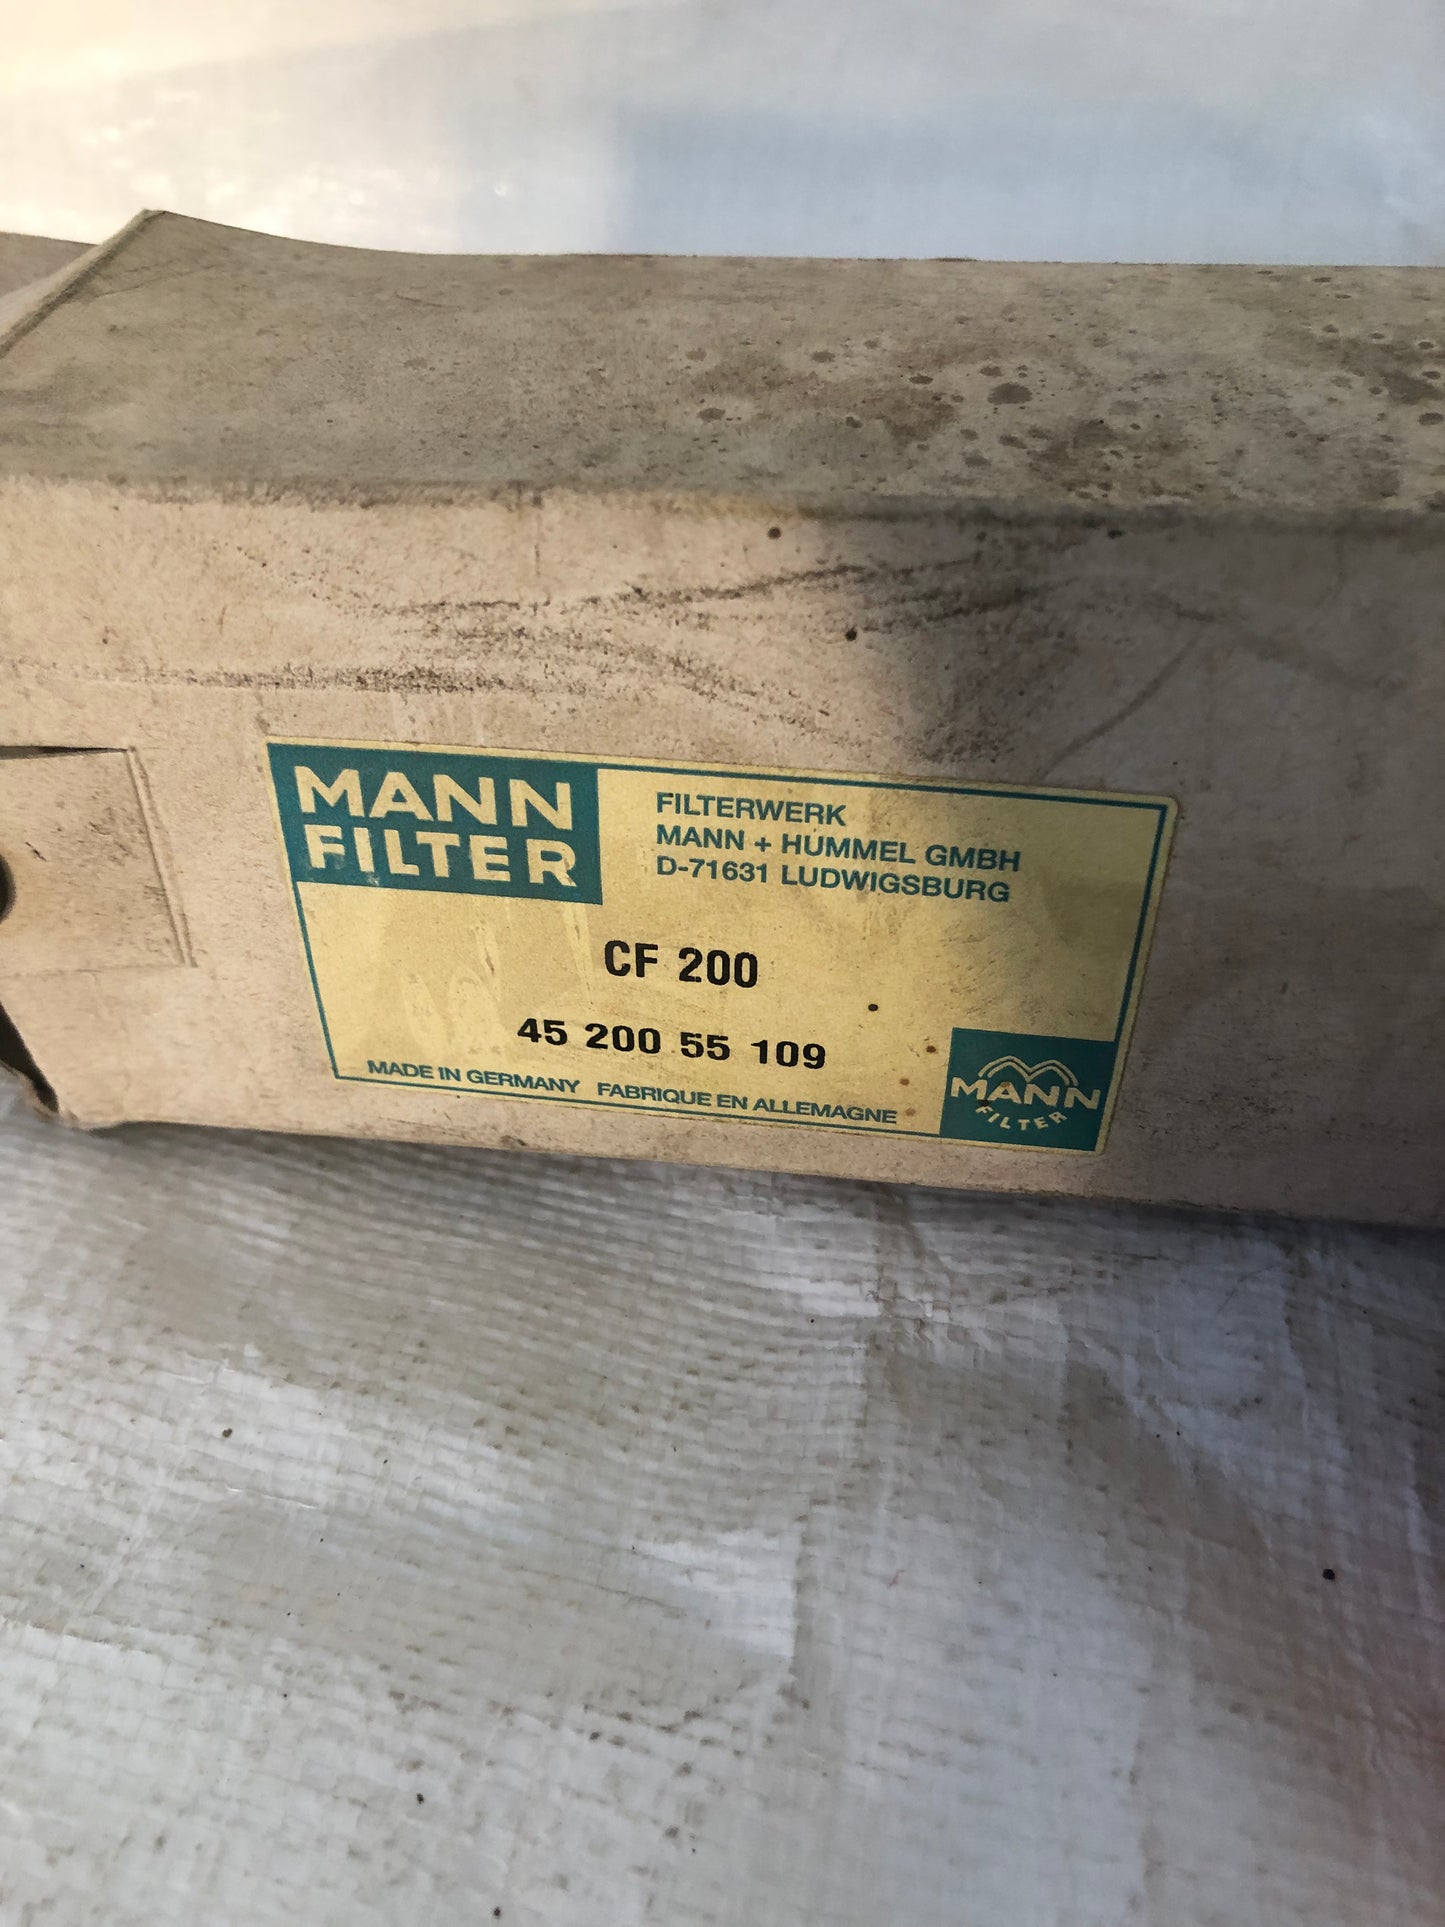 MANN
FILTER
FILTERWERK
MANN + HUMMEL GMBH
D-71631 LUDWIGSBURG
CF 200
45 200 55 109
MADE IN GERMANY FABRIQUE EN ALLEMAGNE
MANN
FILTER